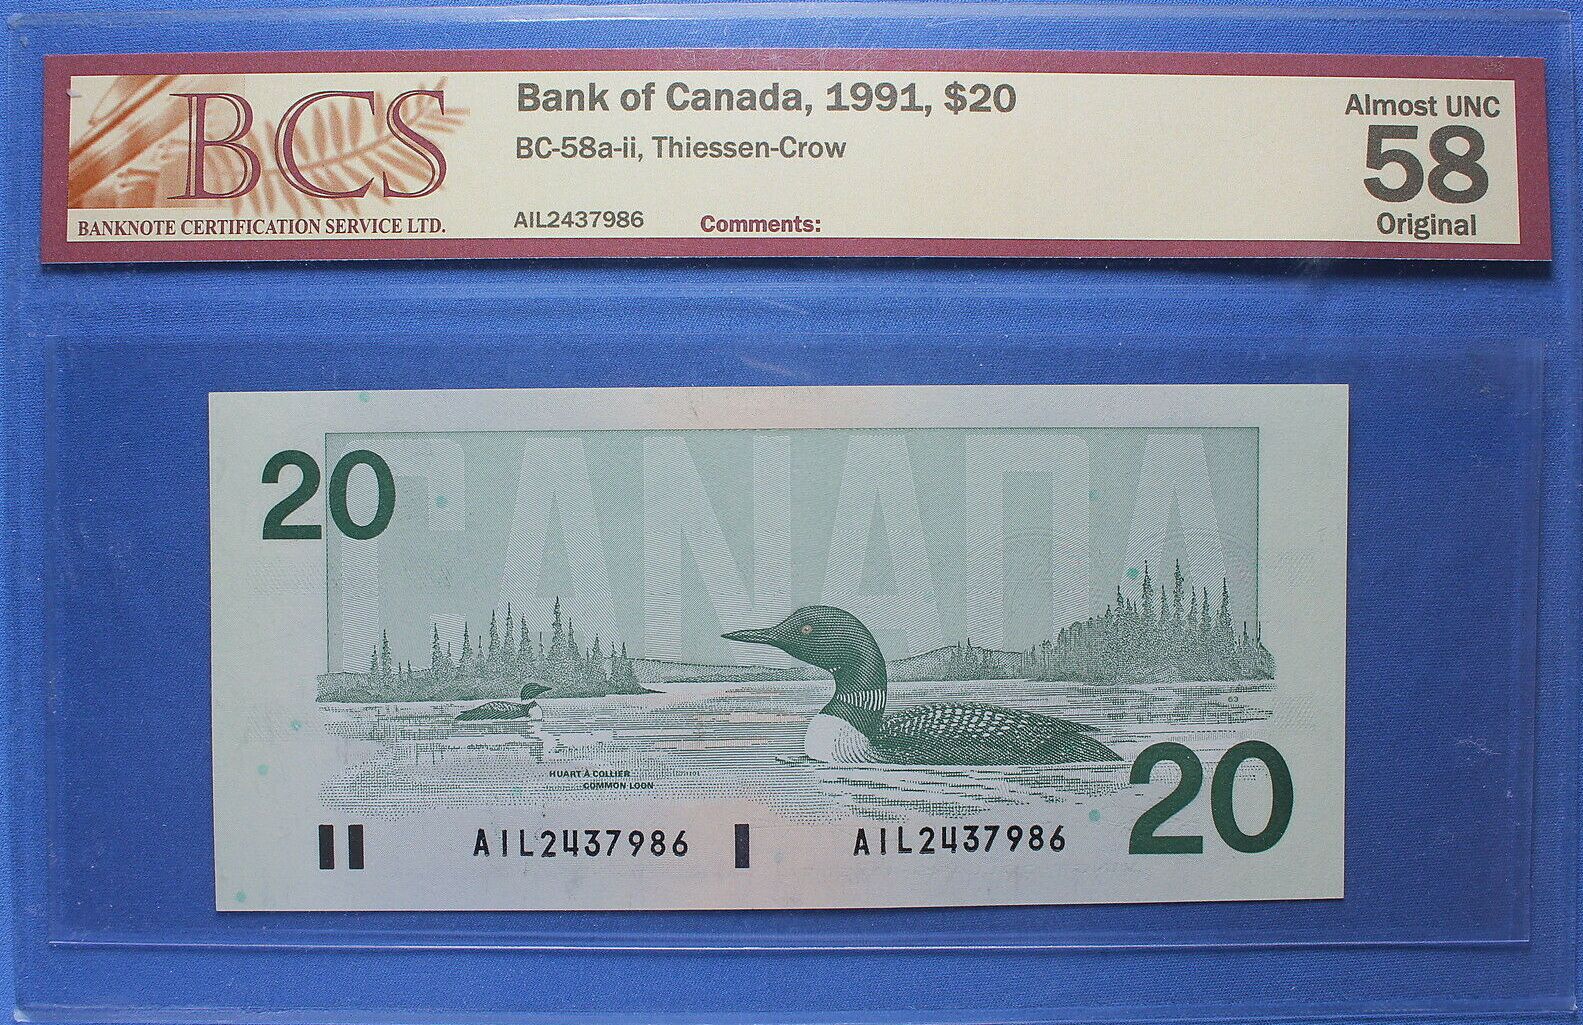 BCS
BANKNOTE CERTIFICATION SERVICE LTD.
Bank of Canada, 1991, $20
BC-58a-ii, Thiessen-Crow
AIL2437986 Comments:
Almost UNC
58
Original
CANADA
20
63
HUART À COLLIER
COMMON LOON
20
AIL2437986 AIL2437986